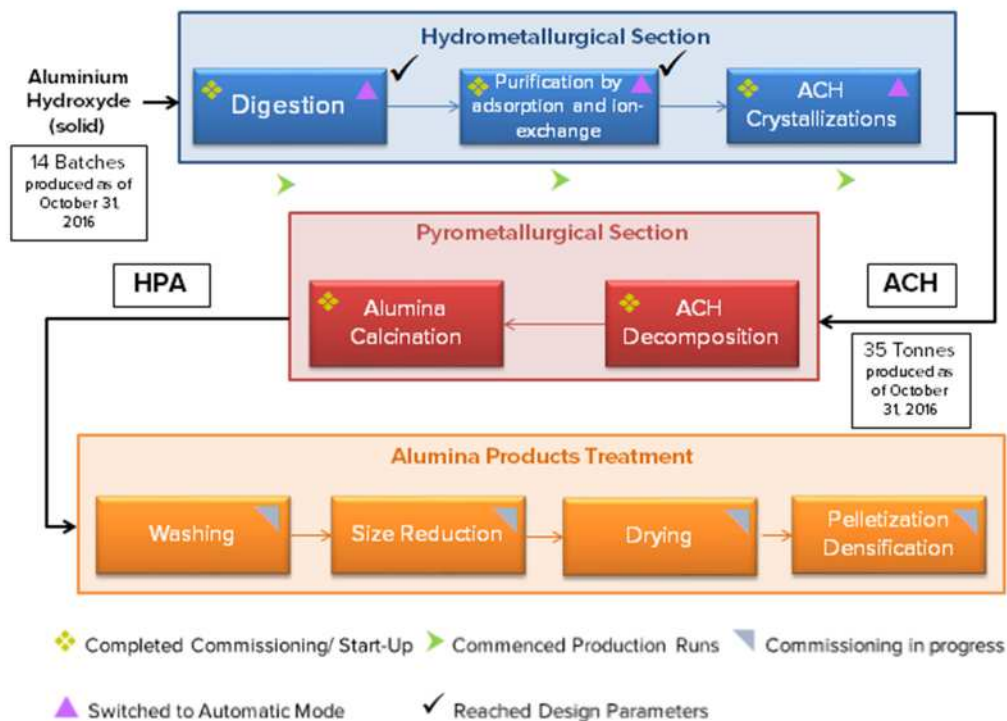 Hydrometallurgical Section
Aluminium
Hydroxyde
(solid)
Digestion
Purification by
adsorption and ion-
exchange
ACH
Crystallizations
14 Batches
produced as of
October 31,
2016
Pyrometallurgical Section
HPA
Alumina
Calcination
ACH
Decomposition
ACH
35 Tonnes
produced as
of October
31, 2016
Alumina Products Treatment
Washing
Size Reduction
Drying
Pelletization
Densification
Completed Commissioning/ Start-Up
Commenced Production Runs
Commissioning in progress
Switched to Automatic Mode
Reached Design Parameters